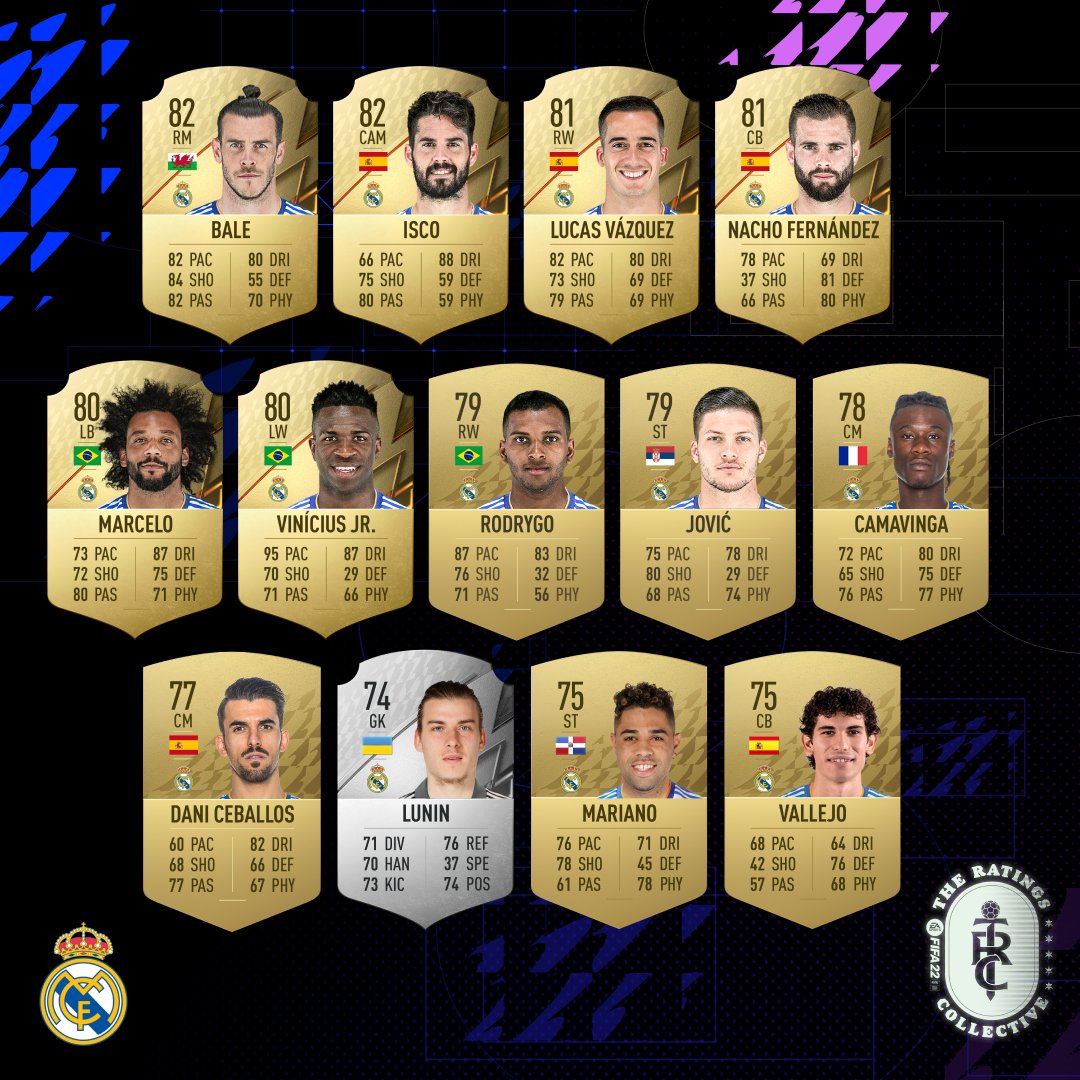 82
RM
BALE
82 PAC 80 DRI
84 SHO 55 DEF
82 PAS 70 PHY
82
CAM
ISCO
66 PAC 88 DRI
75 SHO 59 DEF
80 PAS 59 PHY
81
RW
LUCAS VÁZQUEZ
82 PAC 80 DRI
73 SHO 69 DEF
79 PAS 69 PHY
81
CB
NACHO FERNÁNDEZ
78 PAC 69 DRI
37 SHO 81 DEF
66 PAS 80 PHY
80
LB
MARCELO
73 PAC 87 DRI
72 SHO 75 DEF
80 PAS 71 PHY
80
LW
VINÍCIUS JR.
95 PAC 87 DRI
70 SHO 29 DEF
71 PAS 66 PHY
79
RW
RODRYGO
87 PAC 83 DRI
76 SHO 32 DEF
71 PAS 56 PHY
79
ST
JOVIĆ
75 PAC 78 DRI
80 SHO 29 DEF
68 PAS 74 PHY
78
CM
CAMAVINGA
72 PAC 80 DRI
65 SHO 75 DEF
76 PAS 77 PHY
77
CM
DANI CEBALLOS
60 PAC 82 DRI
68 SHO 66 DEF
77 PAS 67 PHY
74
GK
LUNIN
71 DIV 76 REF
70 HAN 37 SPE
73 KIC 74 POS
75
ST
MARIANO
76 PAC 71 DRI
78 SHO 45 DEF
61 PAS 78 PHY
75
CB
VALLEJO
68 PAC 64 DRI
42 SHO 76 DEF
57 PAS 68 PHY
THE RATINGS
FIFA 22
TRC
COLLECTIVE